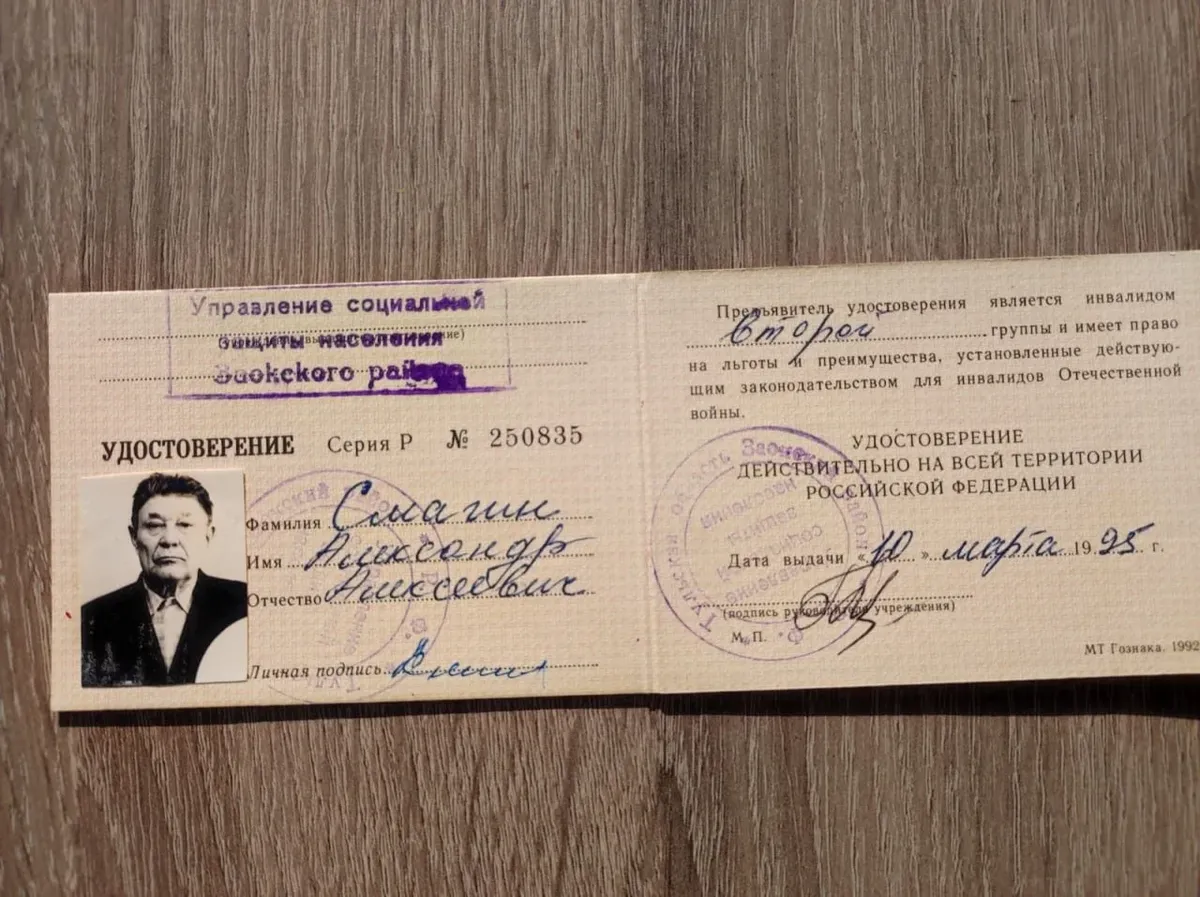 Управление социальной
защиты населения
Заокского района
УДОСТОВЕРЕНИЕ Серия Р № 250835
Фамилия Смагин
Имя Александр
Отчество Алексеевич
Личная подпись
Предъявитель удостоверения является инвалидом
второй группы и имеет право
на льготы и преимущества, установленные действую-
щим законодательством для инвалидов Отечественной
войны.
УДОСТОВЕРЕНИЕ
ДЕЙСТВИТЕЛЬНО НА ВСЕЙ ТЕРРИТОРИИ
РОССИЙСКОЙ ФЕДЕРАЦИИ
Дата выдачи «10» марта 1995 г.
(подпись руководителя учреждения)
М. П.
МТ Гознака. 1992